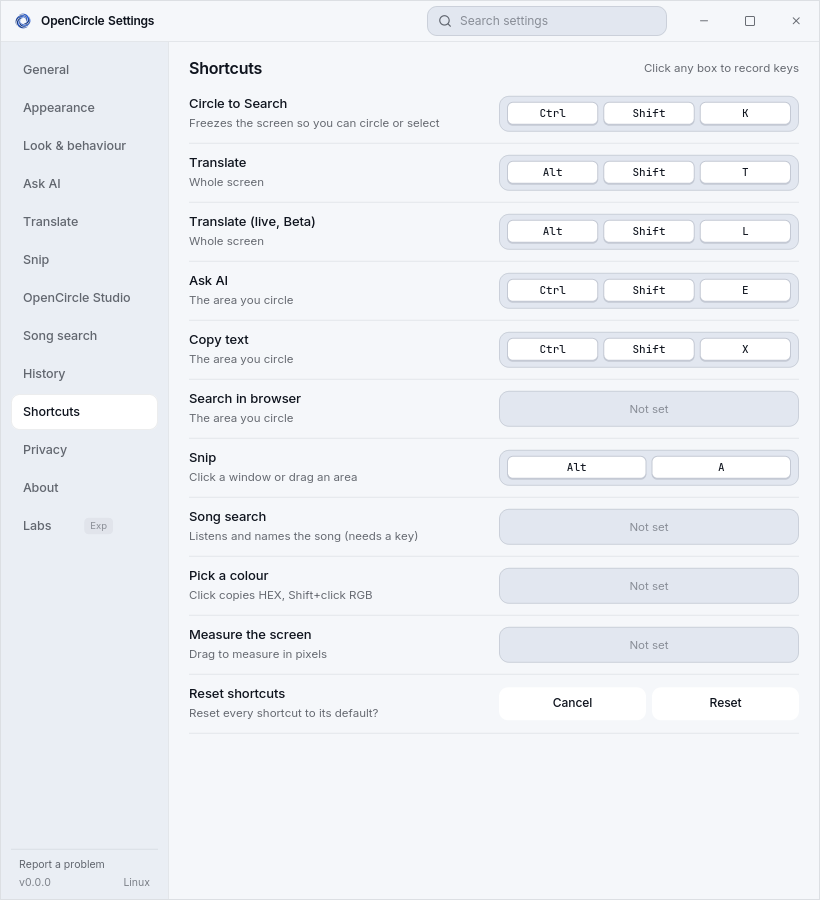 OpenCircle Settings
Search settings
General
Appearance
Look & behaviour
Ask AI
Translate
Snip
OpenCircle Studio
Song search
History
Shortcuts
Privacy
About
Labs Exp
Report a problem
v0.0.0 Linux
Shortcuts
Click any box to record keys
Circle to Search
Freezes the screen so you can circle or select
Ctrl Shift K
Translate
Whole screen
Alt Shift T
Translate (live, Beta)
Whole screen
Alt Shift L
Ask AI
The area you circle
Ctrl Shift E
Copy text
The area you circle
Ctrl Shift X
Search in browser
The area you circle
Not set
Snip
Click a window or drag an area
Alt A
Song search
Listens and names the song (needs a key)
Not set
Pick a colour
Click copies HEX, Shift+click RGB
Not set
Measure the screen
Drag to measure in pixels
Not set
Reset shortcuts
Reset every shortcut to its default?
Cancel Reset